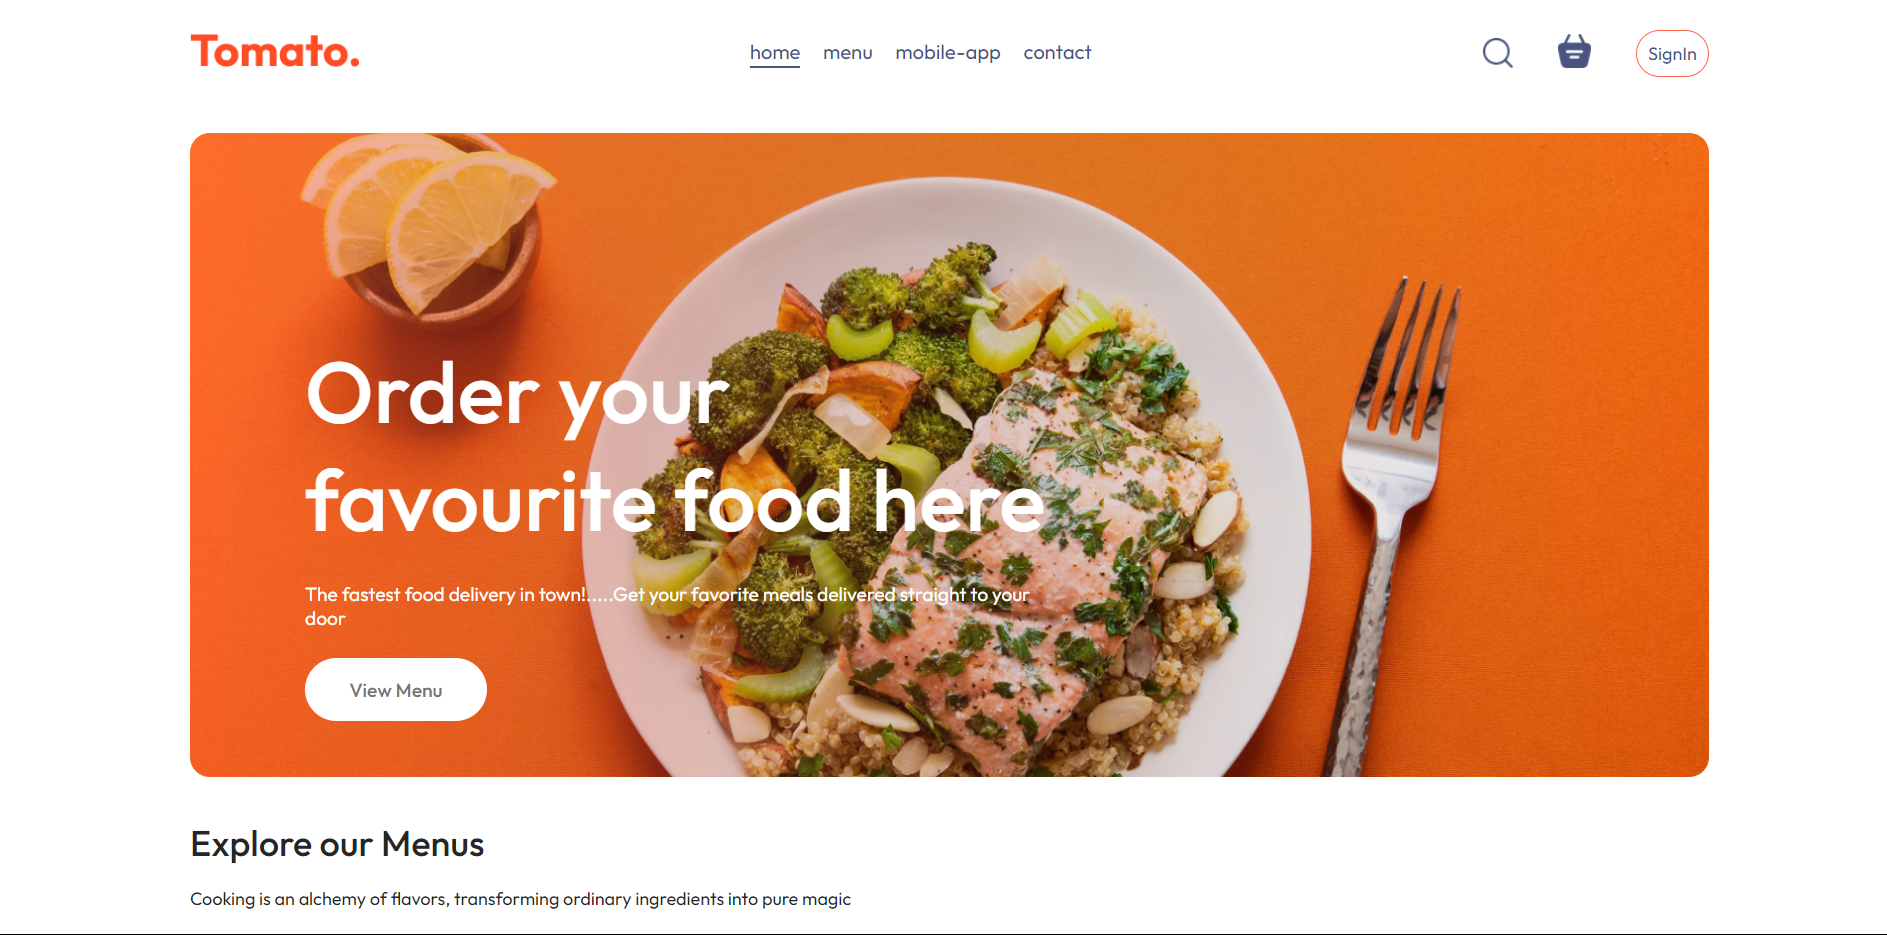 Tomato.
home menu mobile-app contact
SignIn
Order your
favourite food here
The fastest food delivery in town!.....Get your favorite meals delivered straight to your
door
View Menu
Explore our Menus
Cooking is an alchemy of flavors, transforming ordinary ingredients into pure magic